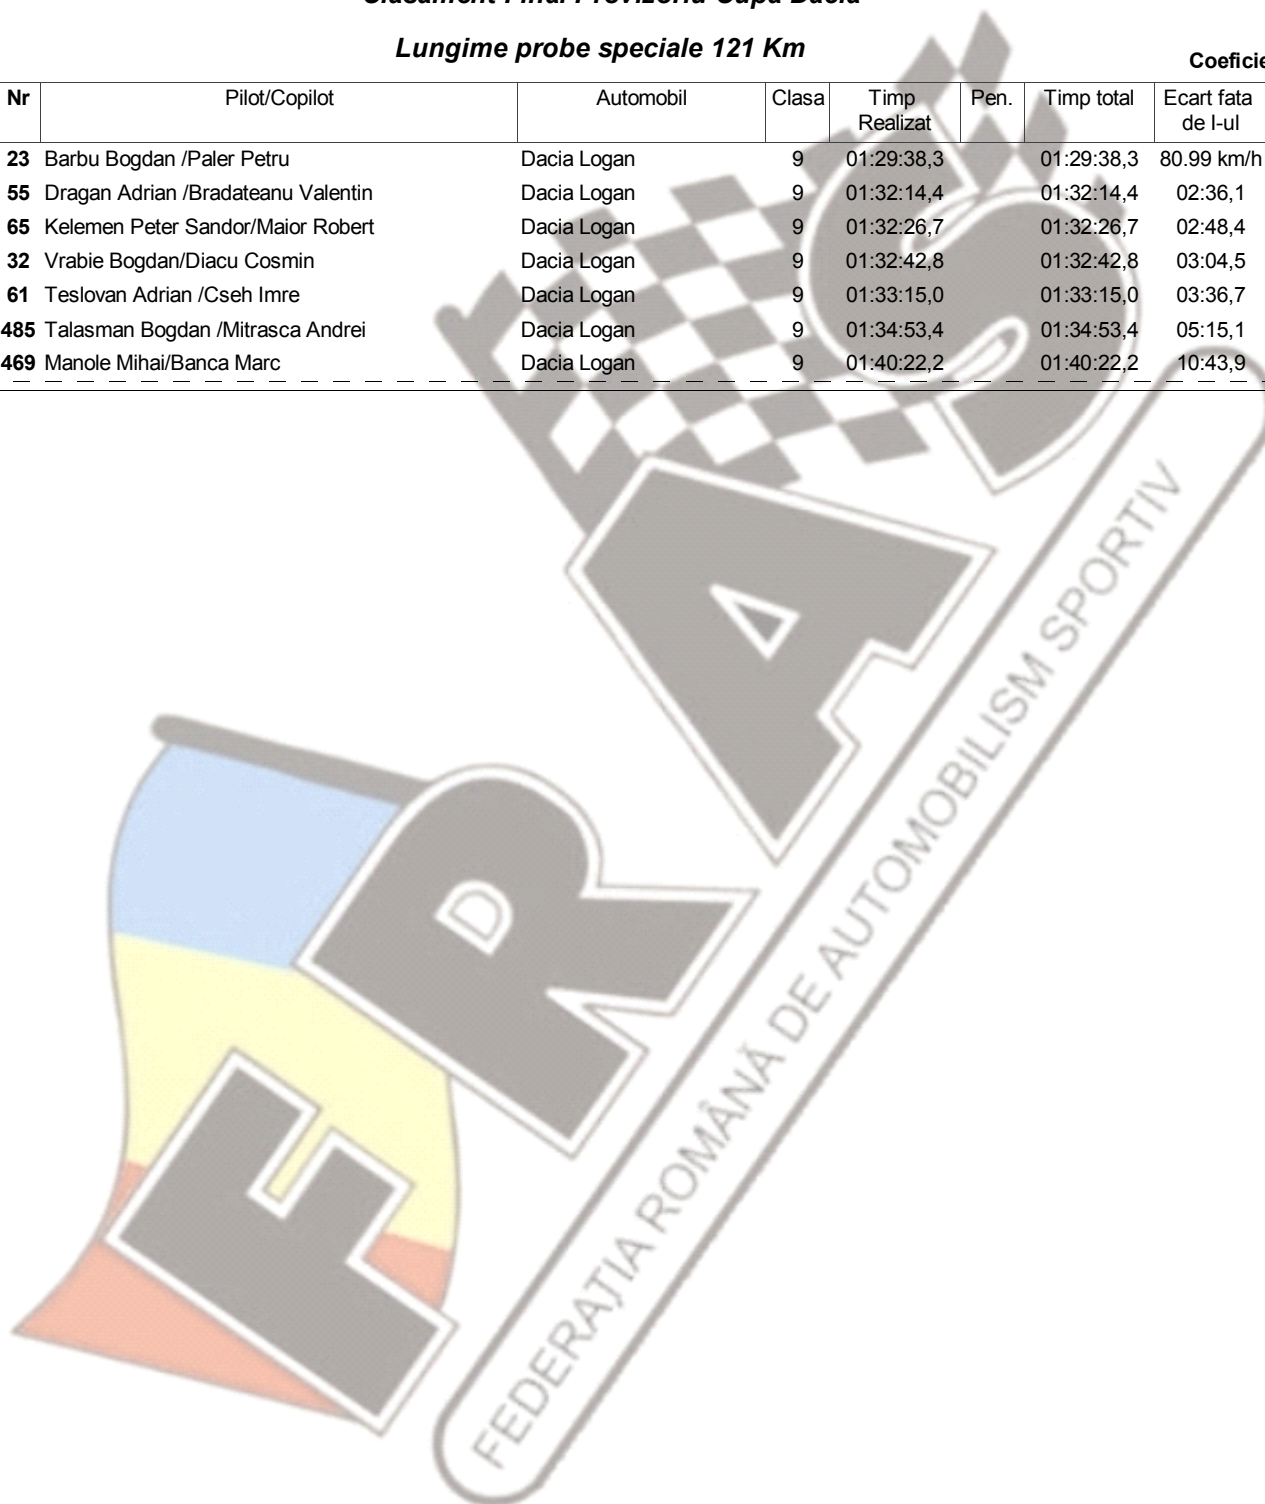 Clasament Final Provizoriu Cupa Dacia
Lungime probe speciale 121 Km
Nr Pilot/Copilot Automobil Clasa Timp Realizat Pen. Timp total Ecart fata de I-ul
23 Barbu Bogdan /Paler Petru Dacia Logan 9 01:29:38,3 01:29:38,3 80.99 km/h
55 Dragan Adrian /Bradateanu Valentin Dacia Logan 9 01:32:14,4 01:32:14,4 02:36,1
65 Kelemen Peter Sandor/Maior Robert Dacia Logan 9 01:32:26,7 01:32:26,7 02:48,4
32 Vrabie Bogdan/Diacu Cosmin Dacia Logan 9 01:32:42,8 01:32:42,8 03:04,5
61 Teslovan Adrian /Cseh Imre Dacia Logan 9 01:33:15,0 01:33:15,0 03:36,7
485 Talasman Bogdan /Mitrasca Andrei Dacia Logan 9 01:34:53,4 01:34:53,4 05:15,1
469 Manole Mihai/Banca Marc Dacia Logan 9 01:40:22,2 01:40:22,2 10:43,9
FRAS
FEDERAŢIA ROMÂNĂ DE AUTOMOBILISM SPORTIV